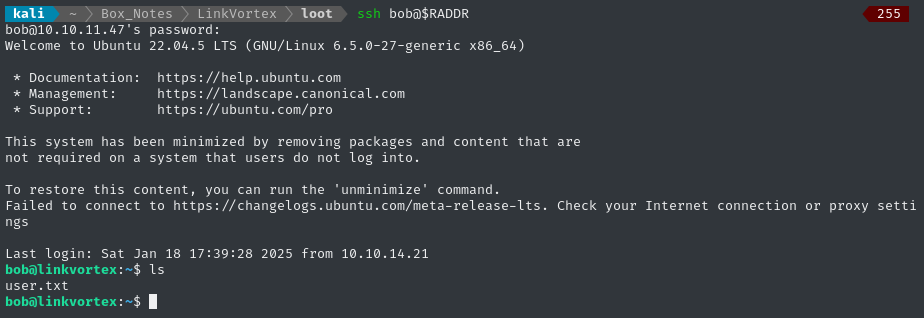 kali ~ Box_Notes LinkVortex loot ssh bob@$RADDR 255
bob@10.10.11.47's password:
Welcome to Ubuntu 22.04.5 LTS (GNU/Linux 6.5.0-27-generic x86_64)
* Documentation: https://help.ubuntu.com
* Management: https://landscape.canonical.com
* Support: https://ubuntu.com/pro
This system has been minimized by removing packages and content that are
not required on a system that users do not log into.
To restore this content, you can run the 'unminimize' command.
Failed to connect to https://changelogs.ubuntu.com/meta-release-lts. Check your Internet connection or proxy setti
ngs
Last login: Sat Jan 18 17:39:28 2025 from 10.10.14.21
bob@linkvortex:~$ ls
user.txt
bob@linkvortex:~$